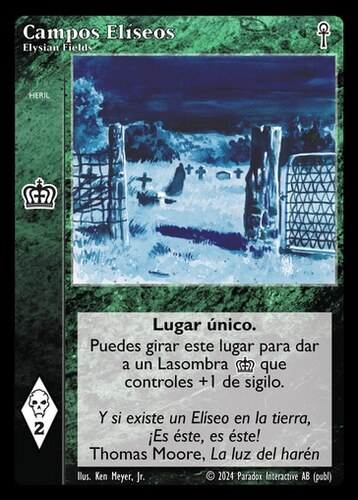 Campos Elíseos
Elysian Fields
HERIL
2
Lugar único.
Puedes girar este lugar para dar
a un Lasombra que
controles +1 de sigilo.
Y si existe un Elíseo en la tierra,
¡Es éste, es éste!
Thomas Moore, La luz del harén
Ilus. Ken Meyer, Jr.
© 2024 Paradox Interactive AB (publ)